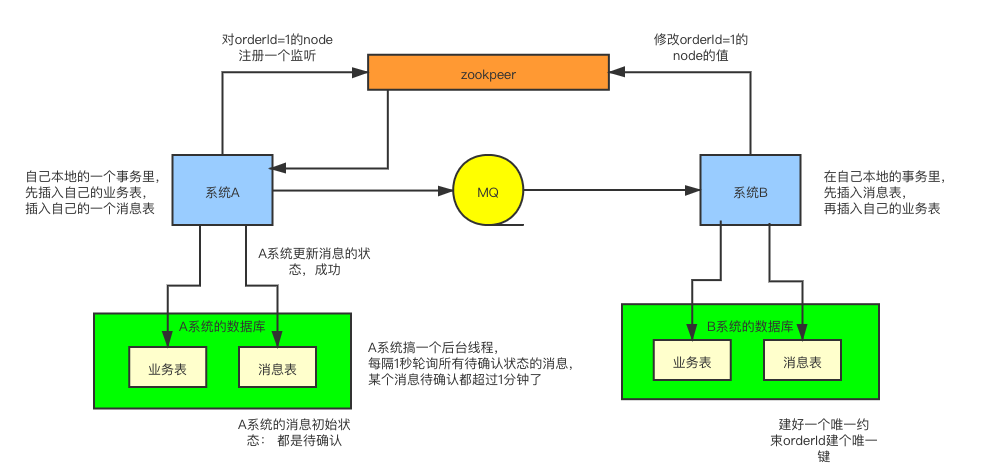 对orderId=1的node
注册一个监听
修改orderId=1的
node的值
zookpeer
自己本地的一个事务里，
先插入自己的业务表，
插入自己的一个消息表
系统A
MQ
系统B
在自己本地的事务里，
先插入消息表，
再插入自己的业务表
A系统更新消息的状
态，成功
A系统的数据库
业务表
消息表
A系统搞一个后台线程，
每隔1秒轮询所有待确认状态的消息，
某个消息待确认都超过1分钟了
B系统的数据库
业务表
消息表
A系统的消息初始状
态： 都是待确认
建好一个唯一约
束orderId建个唯一
键